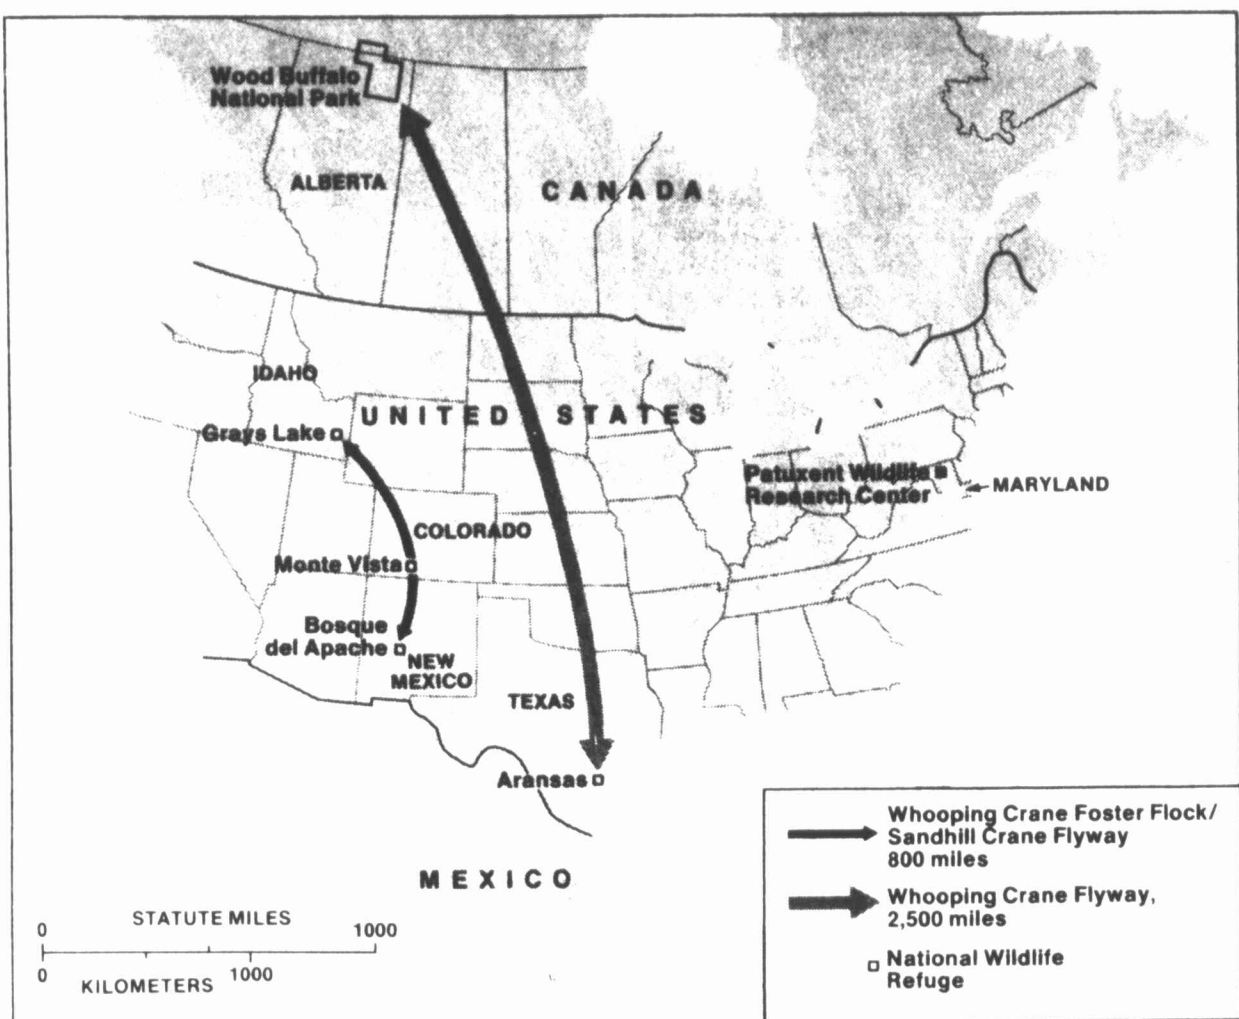 Wood Buffalo
National Park
ALBERTA
CANADA
IDAHO
UNITED STATES
Grays Lake
Patuxent Wildlife
Research Center
MARYLAND
COLORADO
Monte Vista
Bosque
del Apache
NEW
MEXICO
TEXAS
Aransas
MEXICO
STATUTE MILES
0 1000
0 1000
KILOMETERS
Whooping Crane Foster Flock/
Sandhill Crane Flyway
800 miles
Whooping Crane Flyway,
2,500 miles
National Wildlife
Refuge